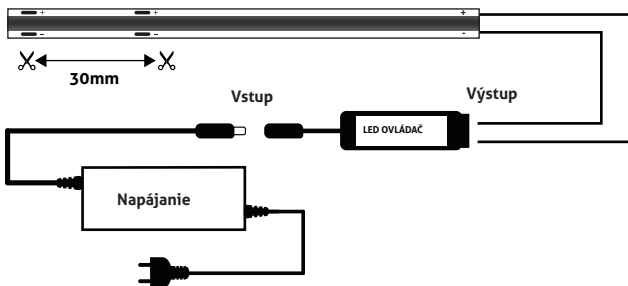 + + +
- - -
30mm
Vstup
Výstup
LED OVLÁDAČ
Napájanie